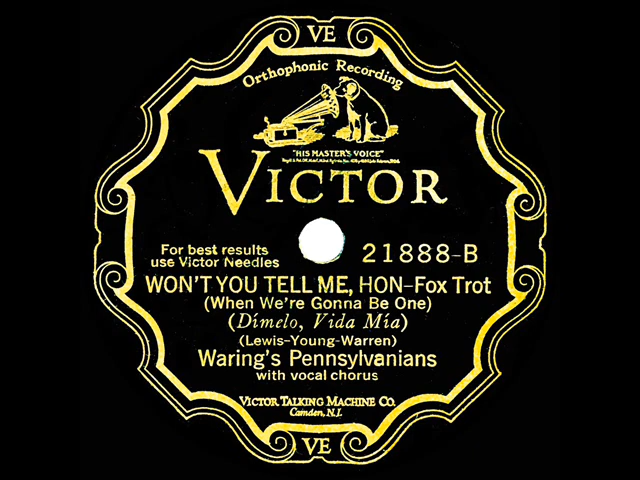 VE
Orthophonic Recording
"HIS MASTER'S VOICE"
VICTOR
For best results
use Victor Needles
21888-B
WON'T YOU TELL ME, HON-Fox Trot
(When We're Gonna Be One)
(Dímelo, Vida Mía)
(Lewis-Young-Warren)
Waring's Pennsylvanians
with vocal chorus
VICTOR TALKING MACHINE CO.
Camden, N.J.
VE